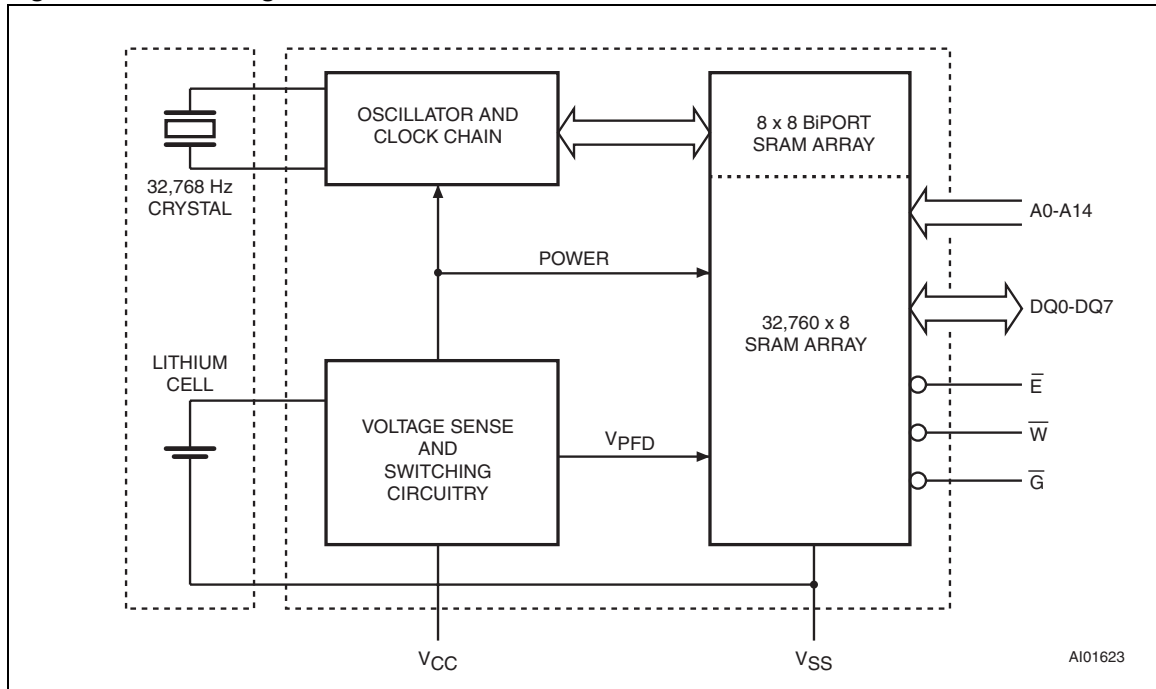 OSCILLATOR AND
CLOCK CHAIN
8 x 8 BiPORT
SRAM ARRAY
32,768 Hz
CRYSTAL
A0-A14
POWER
DQ0-DQ7
32,760 x 8
SRAM ARRAY
LITHIUM
CELL
E̅
VOLTAGE SENSE
AND
SWITCHING
CIRCUITRY
VPFD
W̅
G̅
VCC
VSS
AI01623